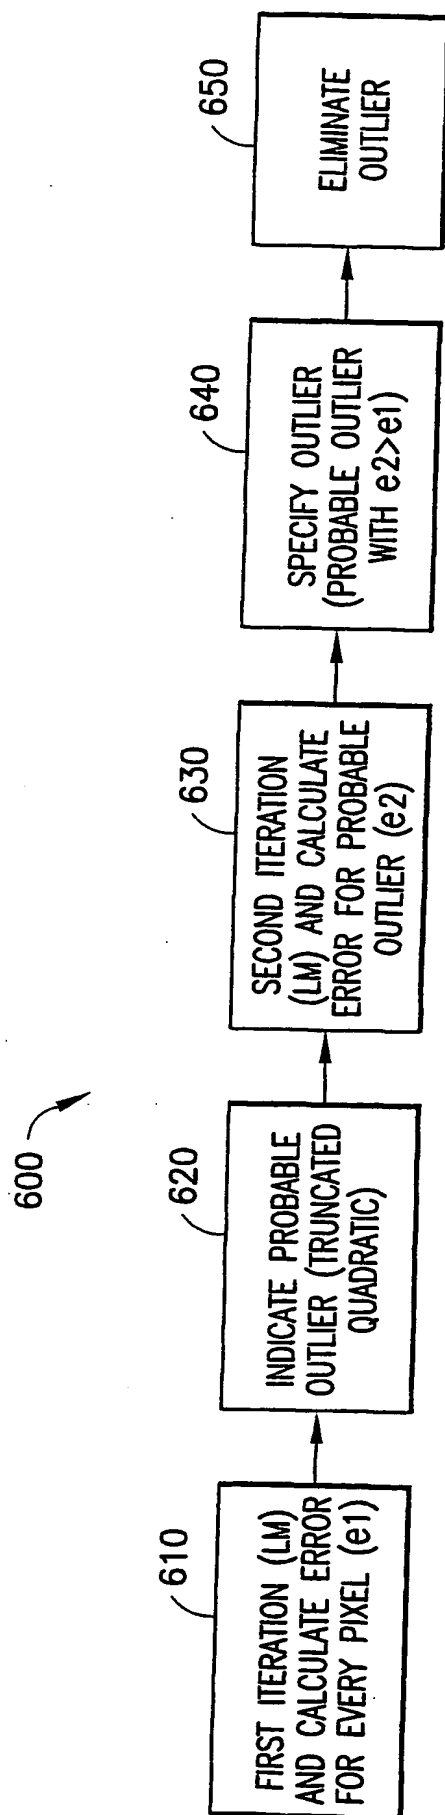 600
610
FIRST ITERATION (LM)
AND CALCULATE ERROR
FOR EVERY PIXEL (e1)
620
INDICATE PROBABLE
OUTLIER (TRUNCATED
QUADRATIC)
630
SECOND ITERATION
(LM) AND CALCULATE
ERROR FOR PROBABLE
OUTLIER (e2)
640
SPECIFY OUTLIER
(PROBABLE OUTLIER
WITH e2>e1)
650
ELIMINATE
OUTLIER